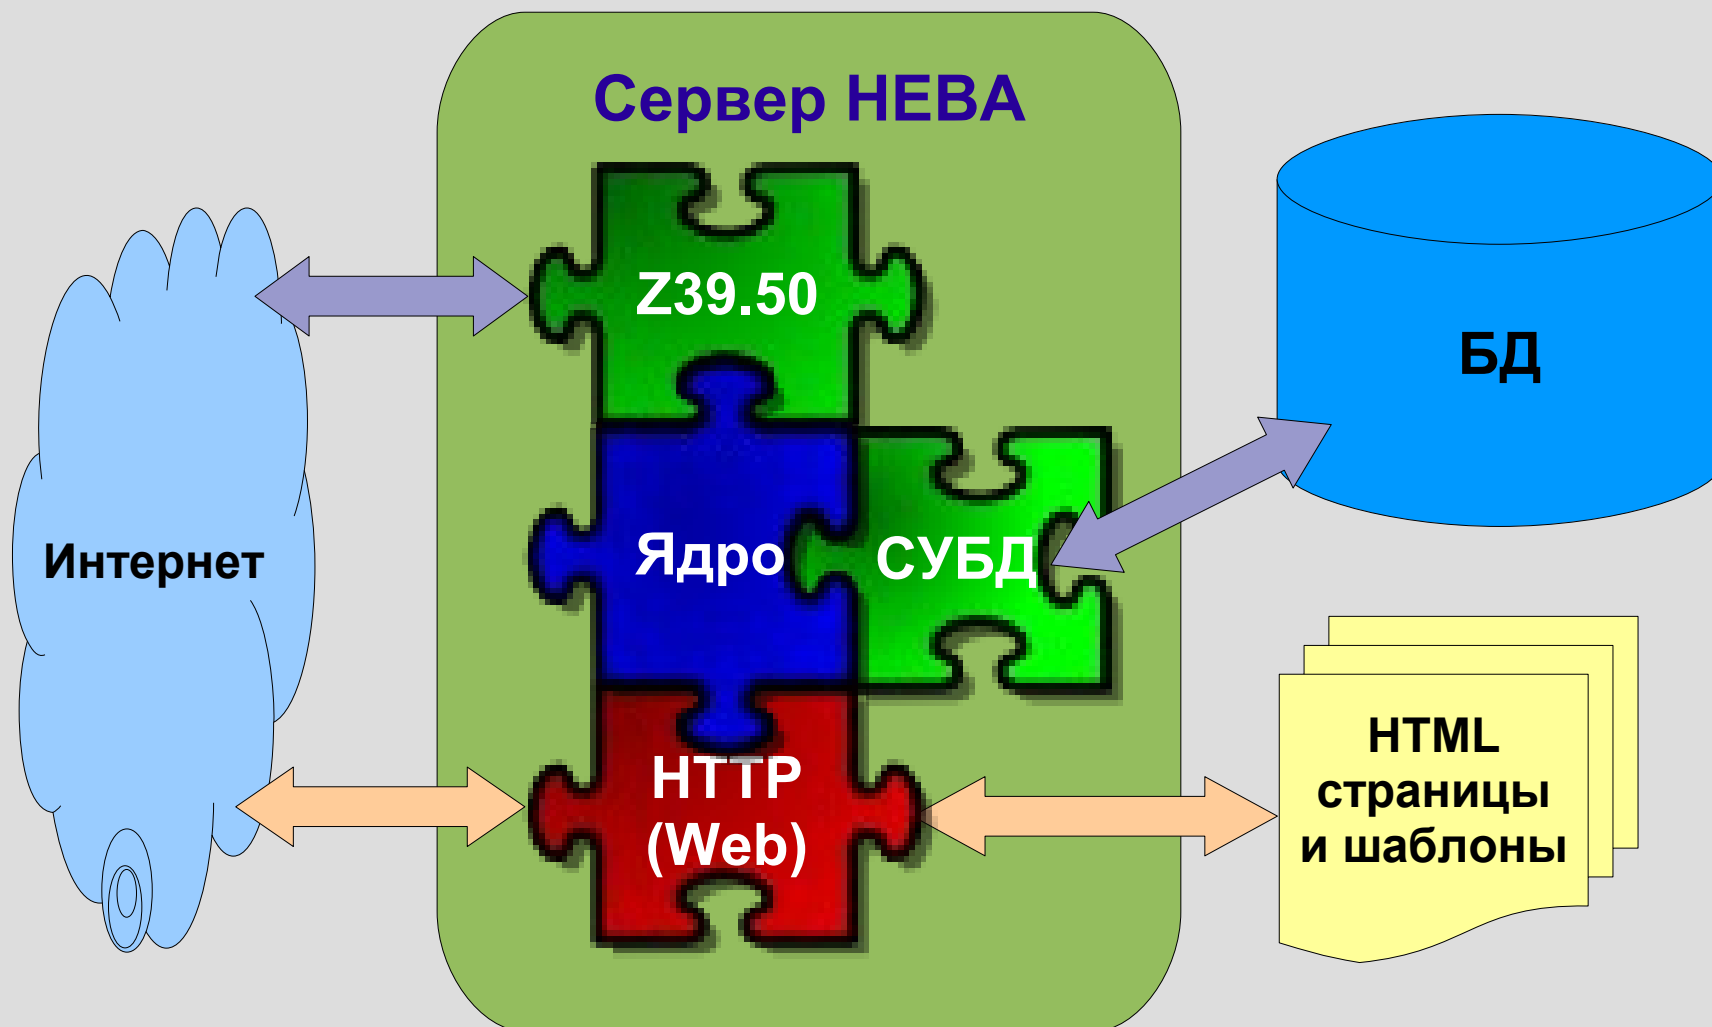 Сервер НЕВА
Z39.50
БД
Интернет
Ядро
СУБД
HTTP
(Web)
HTML
страницы
и шаблоны